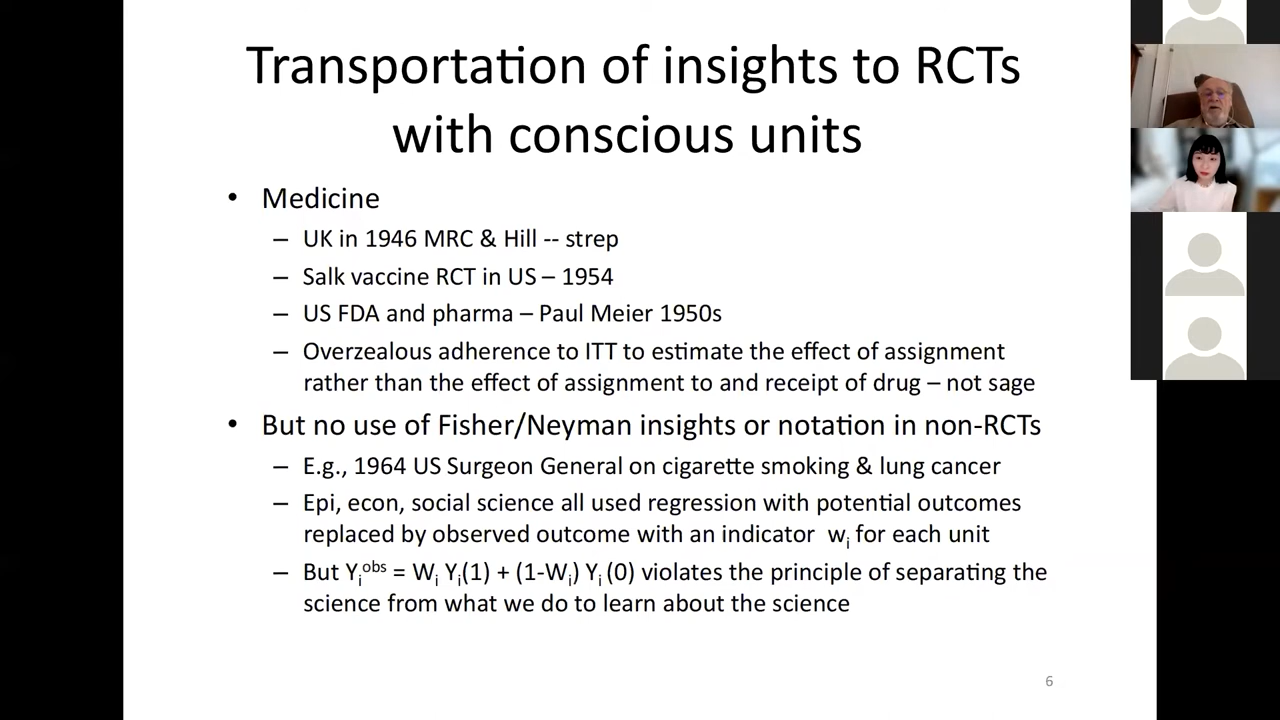 Transportation of insights to RCTs
with conscious units
• Medicine
– UK in 1946 MRC & Hill -- strep
– Salk vaccine RCT in US – 1954
– US FDA and pharma – Paul Meier 1950s
– Overzealous adherence to ITT to estimate the effect of assignment
rather than the effect of assignment to and receipt of drug – not sage
• But no use of Fisher/Neyman insights or notation in non-RCTs
– E.g., 1964 US Surgeon General on cigarette smoking & lung cancer
– Epi, econ, social science all used regression with potential outcomes
replaced by observed outcome with an indicator wᵢ for each unit
– But Yᵢᵒᵇˢ = Wᵢ Yᵢ(1) + (1-Wᵢ) Yᵢ (0) violates the principle of separating the
science from what we do to learn about the science
6